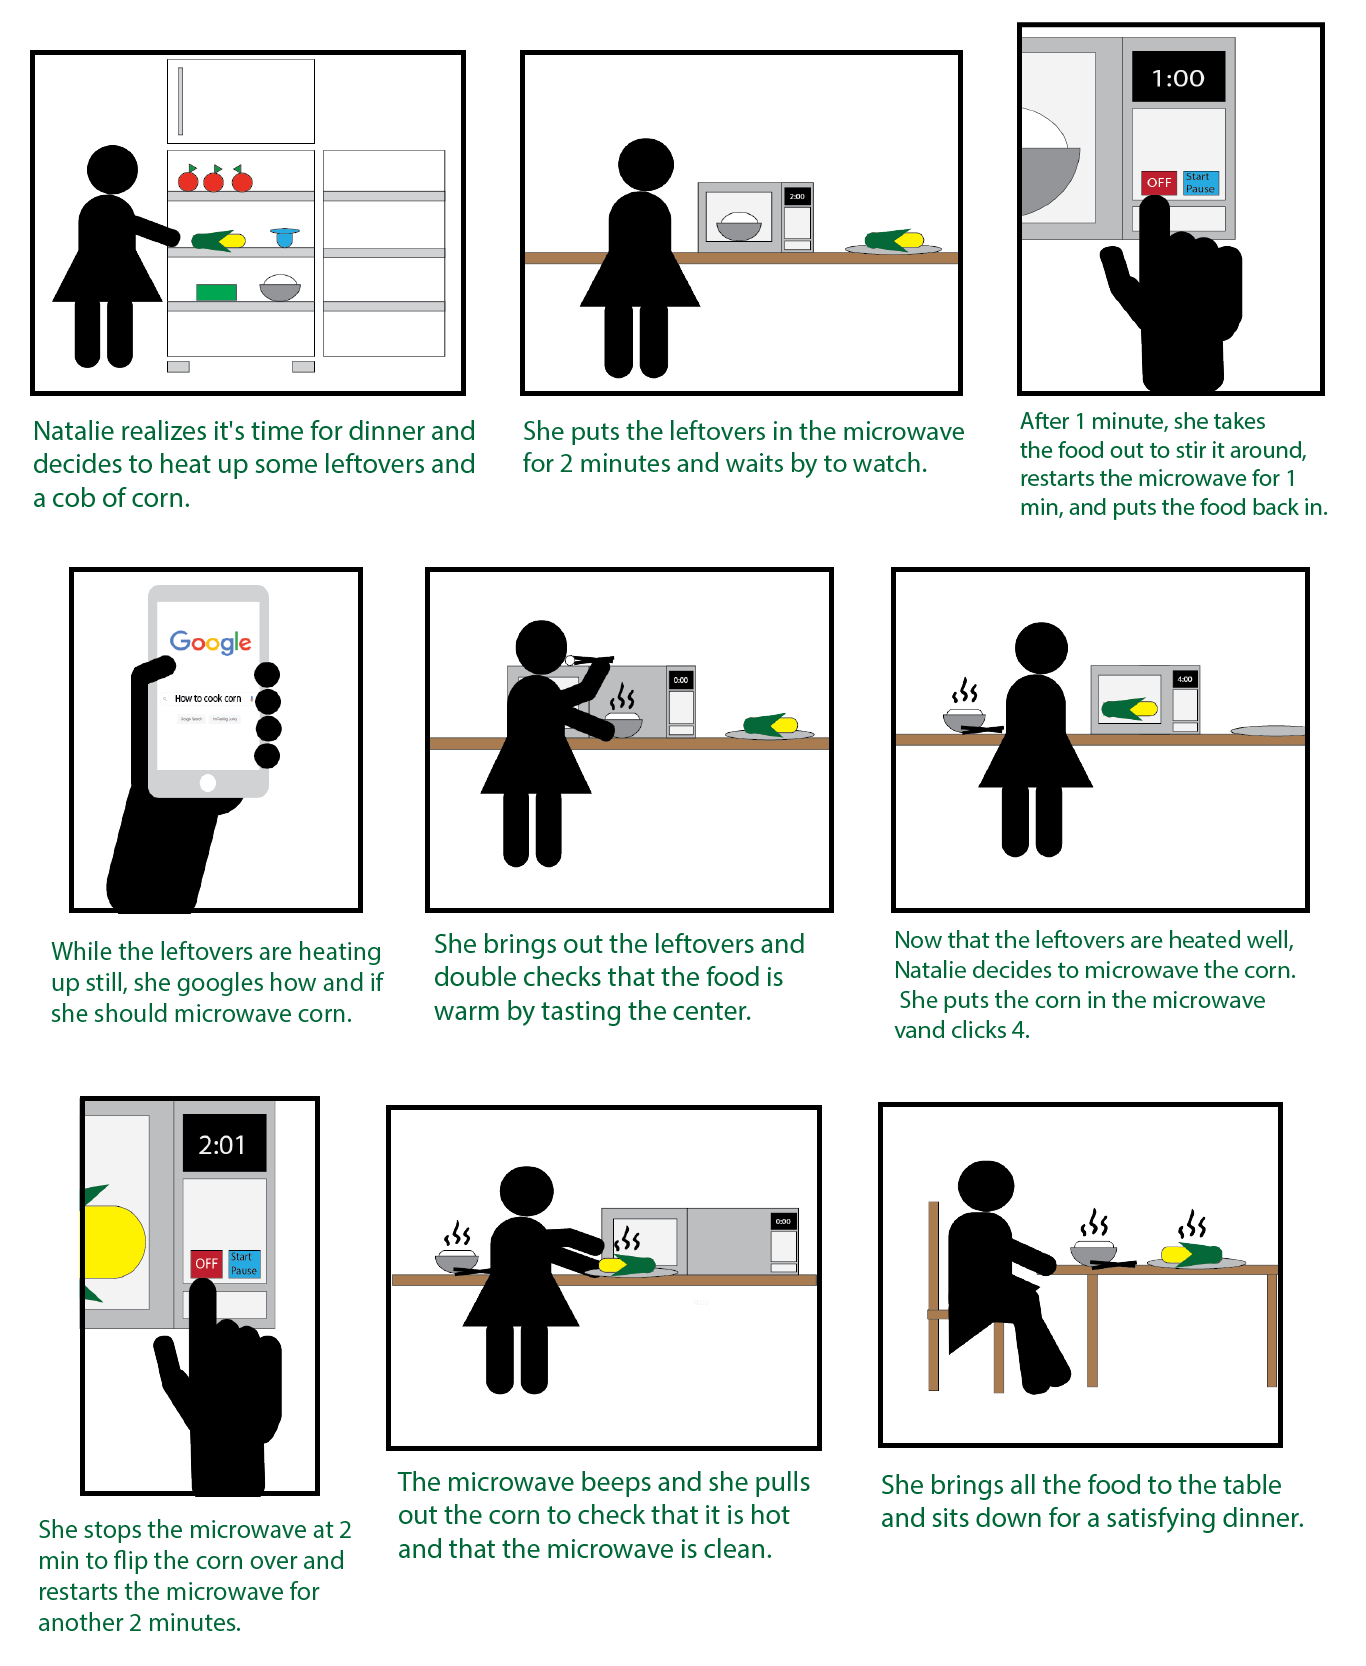 1:00
OFF
Start
Pause
2:00
Natalie realizes it's time for dinner and
decides to heat up some leftovers and
a cob of corn.
She puts the leftovers in the microwave
for 2 minutes and waits by to watch.
After 1 minute, she takes
the food out to stir it around,
restarts the microwave for 1
min, and puts the food back in.
Google
How to cook corn
Google Search
I'm Feeling Lucky
0:00
4:00
While the leftovers are heating
up still, she googles how and if
she should microwave corn.
She brings out the leftovers and
double checks that the food is
warm by tasting the center.
Now that the leftovers are heated well,
Natalie decides to microwave the corn.
She puts the corn in the microwave
vand clicks 4.
2:01
OFF
Start
Pause
0:00
She stops the microwave at 2
min to flip the corn over and
restarts the microwave for
another 2 minutes.
The microwave beeps and she pulls
out the corn to check that it is hot
and that the microwave is clean.
She brings all the food to the table
and sits down for a satisfying dinner.